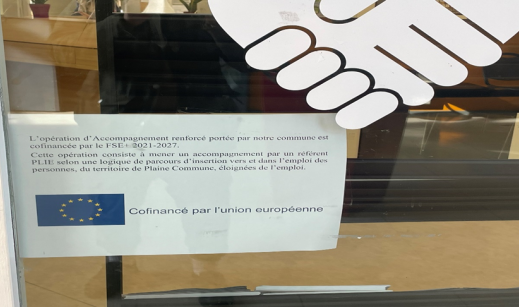 L'opération d'Accompagnement renforcé portée par notre commune est
cofinancée par le FSE+ 2021-2027.
Cette opération consiste à mener un accompagnement par un référent
PLIE selon une logique de parcours d'insertion vers et dans l'emploi des
personnes, du territoire de Plaine Commune, éloignées de l'emploi.
Cofinancé par l'union européenne